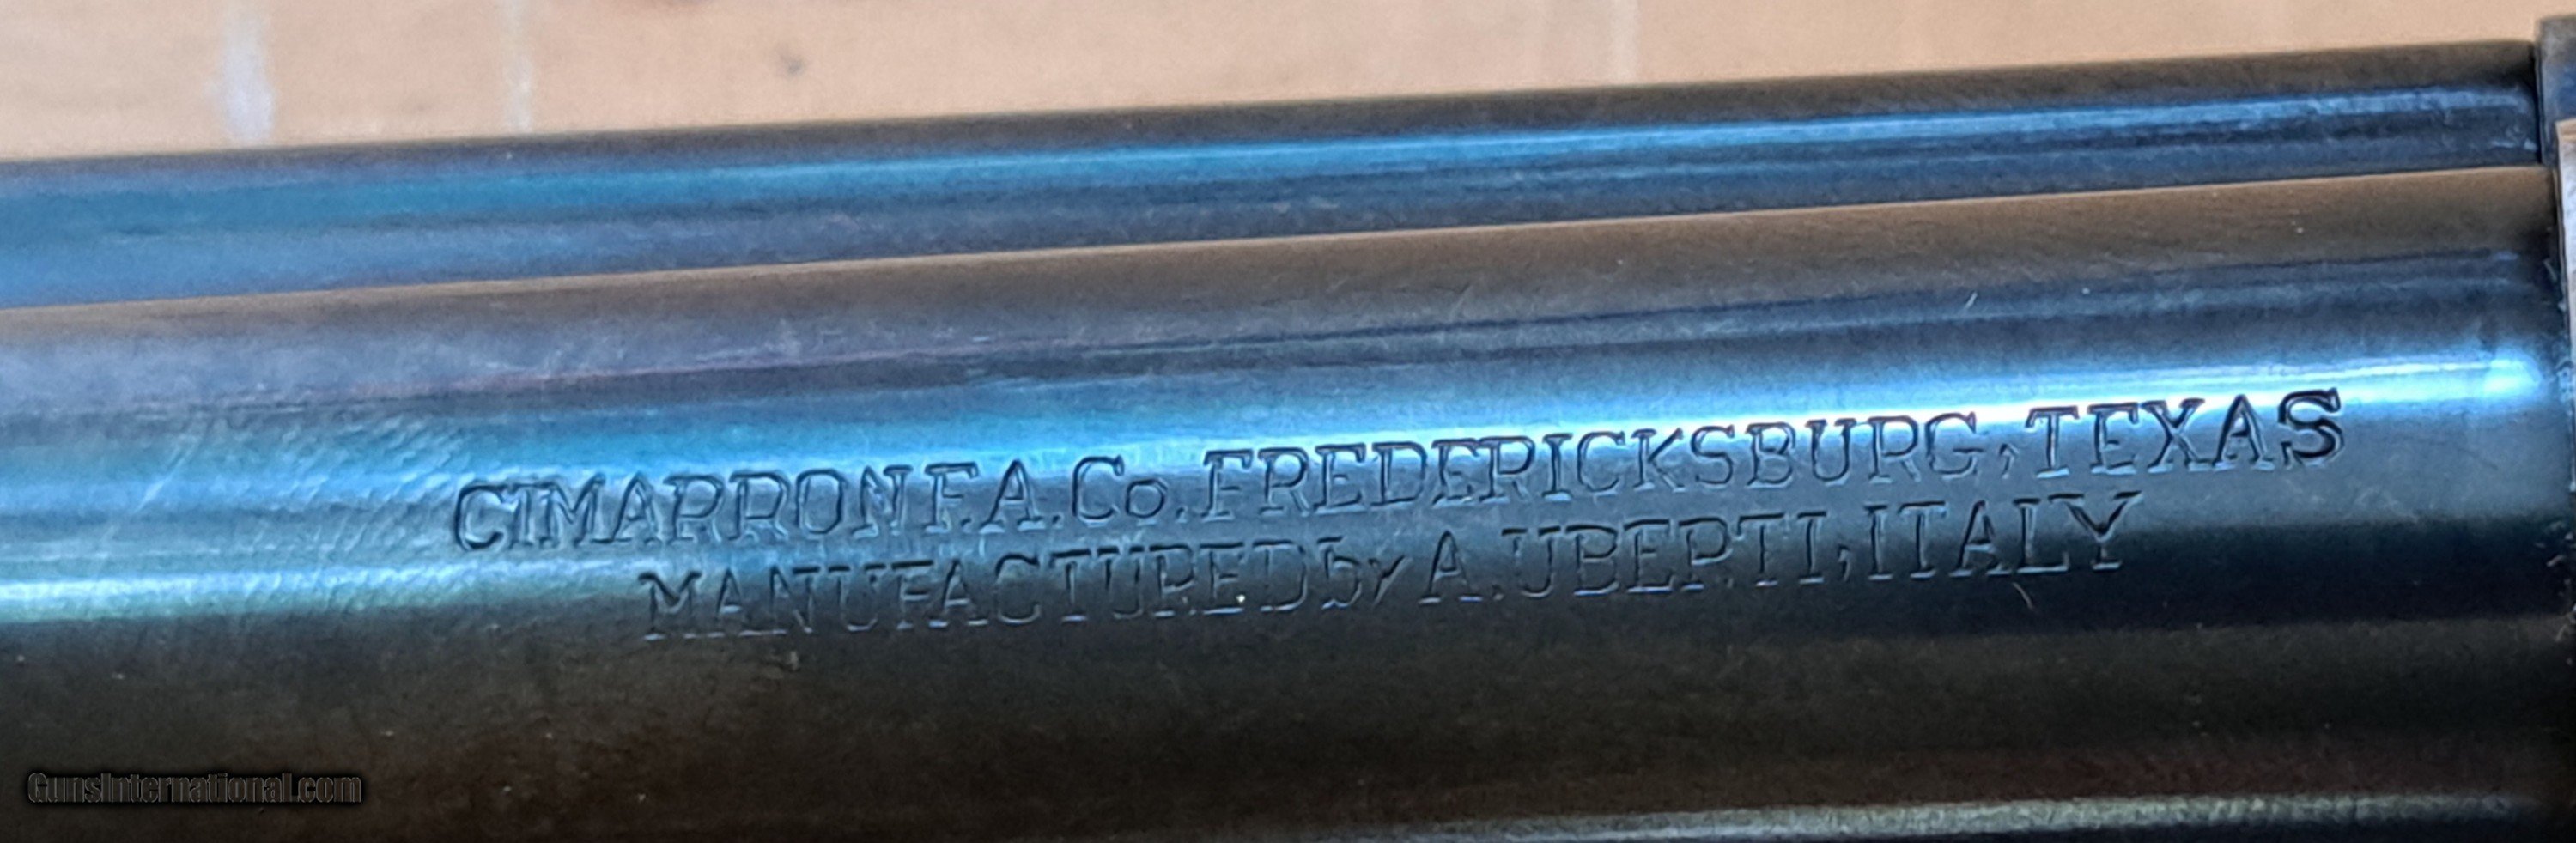 CIMARRON F.A. Co. FREDERICKSBURG, TEXAS
MANUFACTURED by A. UBERTI, ITALY
GunsInternational.com